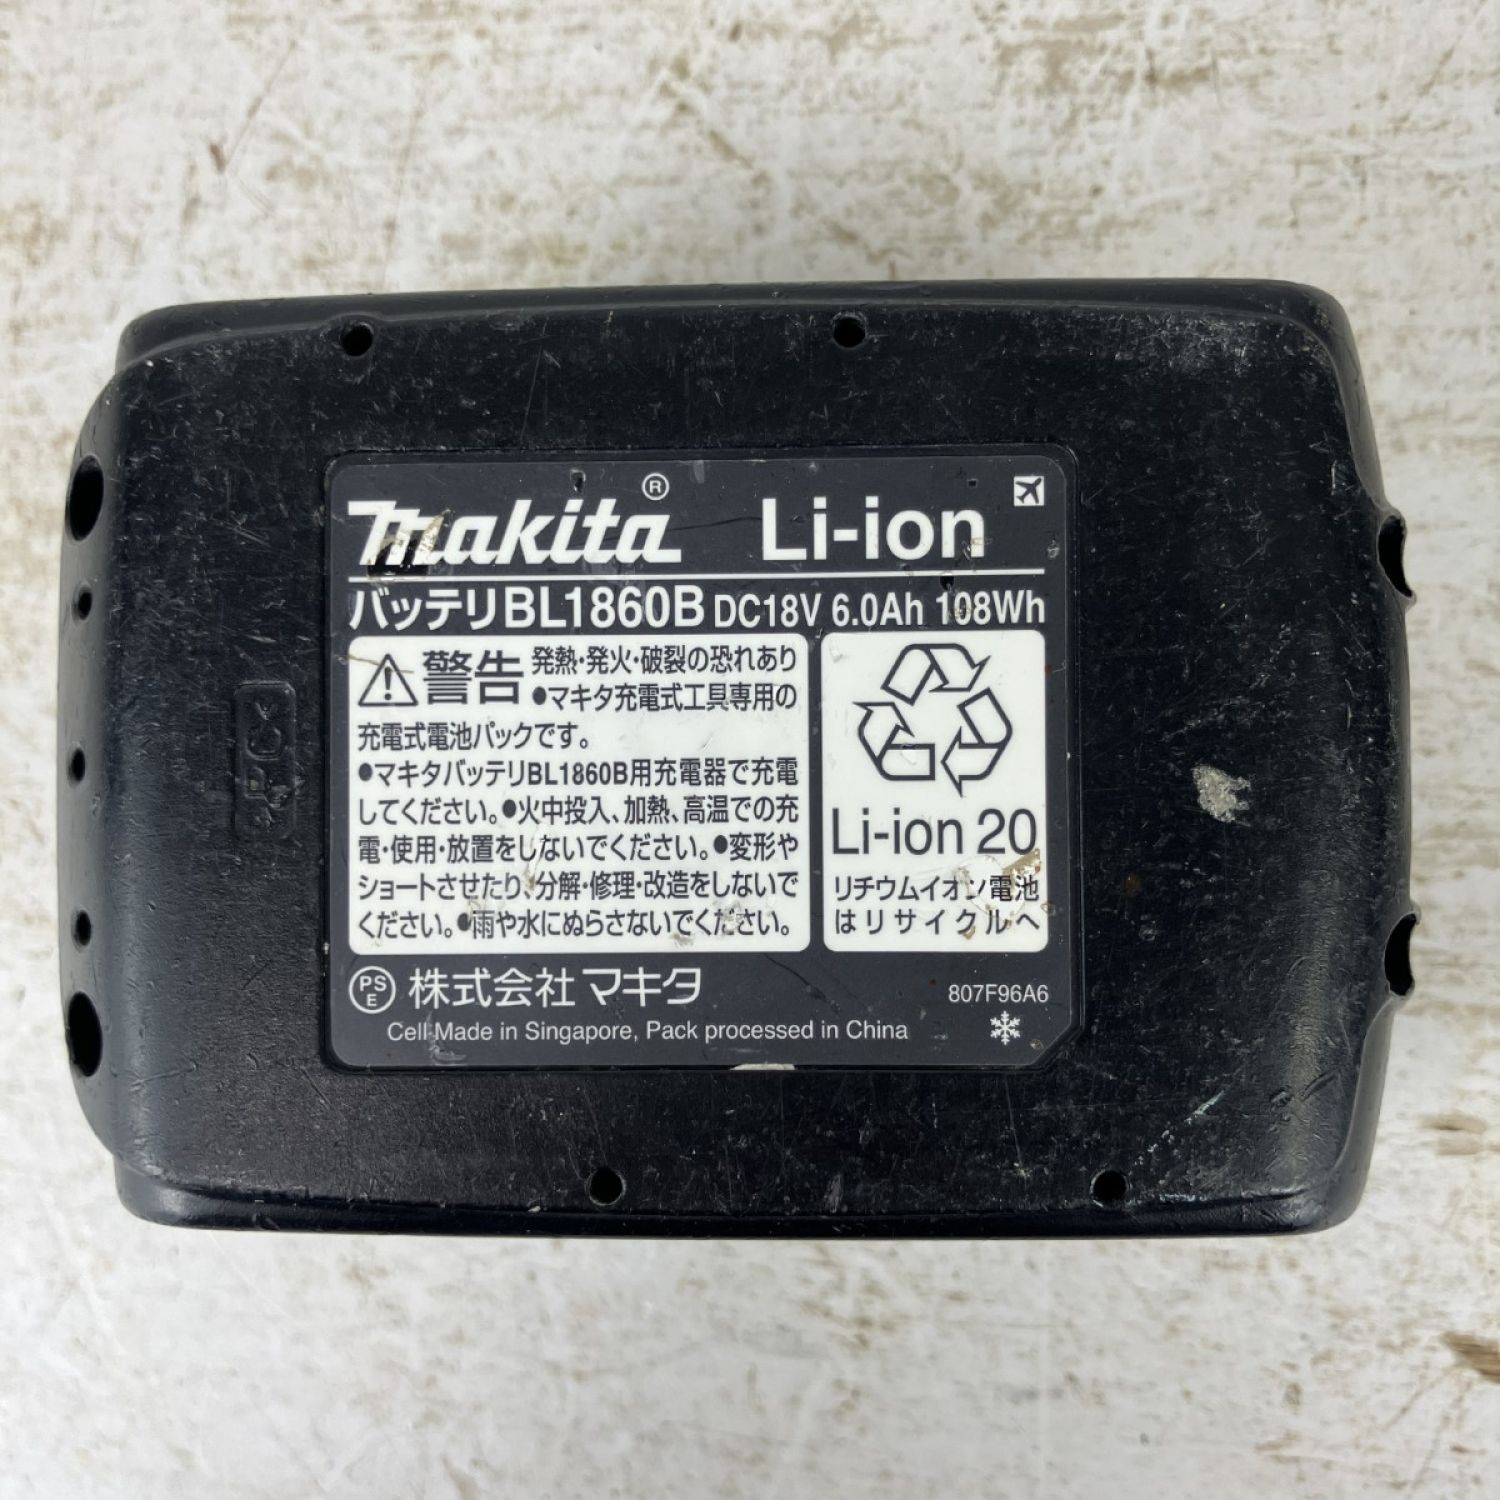 makita® Li-ion
バッテリBL1860B DC18V 6.0Ah 108Wh
警告 発熱・発火・破裂の恐れあり
●マキタ充電式工具専用の
充電式電池パックです。
●マキタバッテリBL1860B用充電器で充電
してください。●火中投入、加熱、高温での充
電・使用・放置をしないでください。●変形や
ショートさせたり、分解・修理・改造をしないで
ください。●雨や水にぬらさないでください。
Li-ion 20
リチウムイオン電池
はリサイクルへ
PS
E
株式会社マキタ
807F96A6
Cell Made in Singapore, Pack processed in China